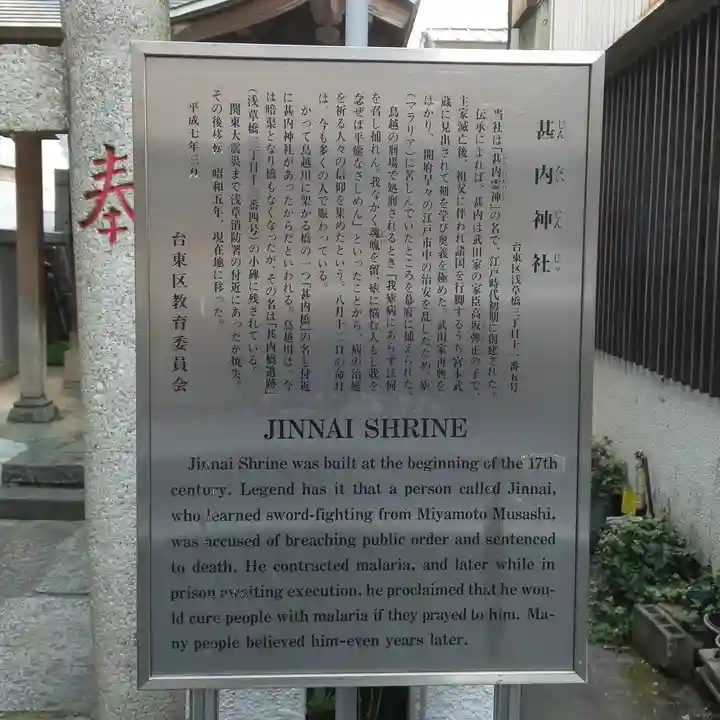 甚内神社
じん ない じん じゃ
台東区浅草橋三丁目十一番五号
当社は「甚内霊神」の名で、江戸時代初期に創建された。
伝承によれば、甚内は武田家の家臣高坂弾正の子で、
主家滅亡後、祖父に伴われ諸国を行脚するうち宮本武
蔵に見出されて剣を学び奥義を極めた。武田家再興を
はかり、開府早々の江戸市中の治安を乱したため、瘧
(マラリア)に苦しんでいたところを幕府に捕えられた。
鳥越の刑場で処刑されるとき「我瘧病にあらずば何
ぞ召し捕れん。我ながく魂魄を留、瘧に悩む人もし我を
念ぜば平癒なさしめん」といったことから、病の治癒
を祈る人々の信仰を集めたという。八月十二日の命日
は、今も多くの人で賑わっている。
かつて鳥越川に架かる橋の一つ「甚内橋」の名も付近
に甚内神社があったからだといわれる。鳥越川は、今
は暗渠となり橋もなくなったが、その名は「甚内橋遺跡」
(浅草橋三丁目十一番四号)の小碑に残されている。
関東大震災まで浅草消防署の付近にあったが焼失。
その後移転、昭和五年、現在地に移った。
平成七年三月
台東区教育委員会
JINNAI SHRINE
Jinnai Shrine was built at the beginning of the 17th
century. Legend has it that a person called Jinnai,
who learned sword-fighting from Miyamoto Musashi,
was accused of breaching public order and sentenced
to death. He contracted malaria, and later while in
prison awaiting execution, he proclaimed that he wou-
ld cure people with malaria if they prayed to him. Ma-
ny people believed him-even years later.
奉